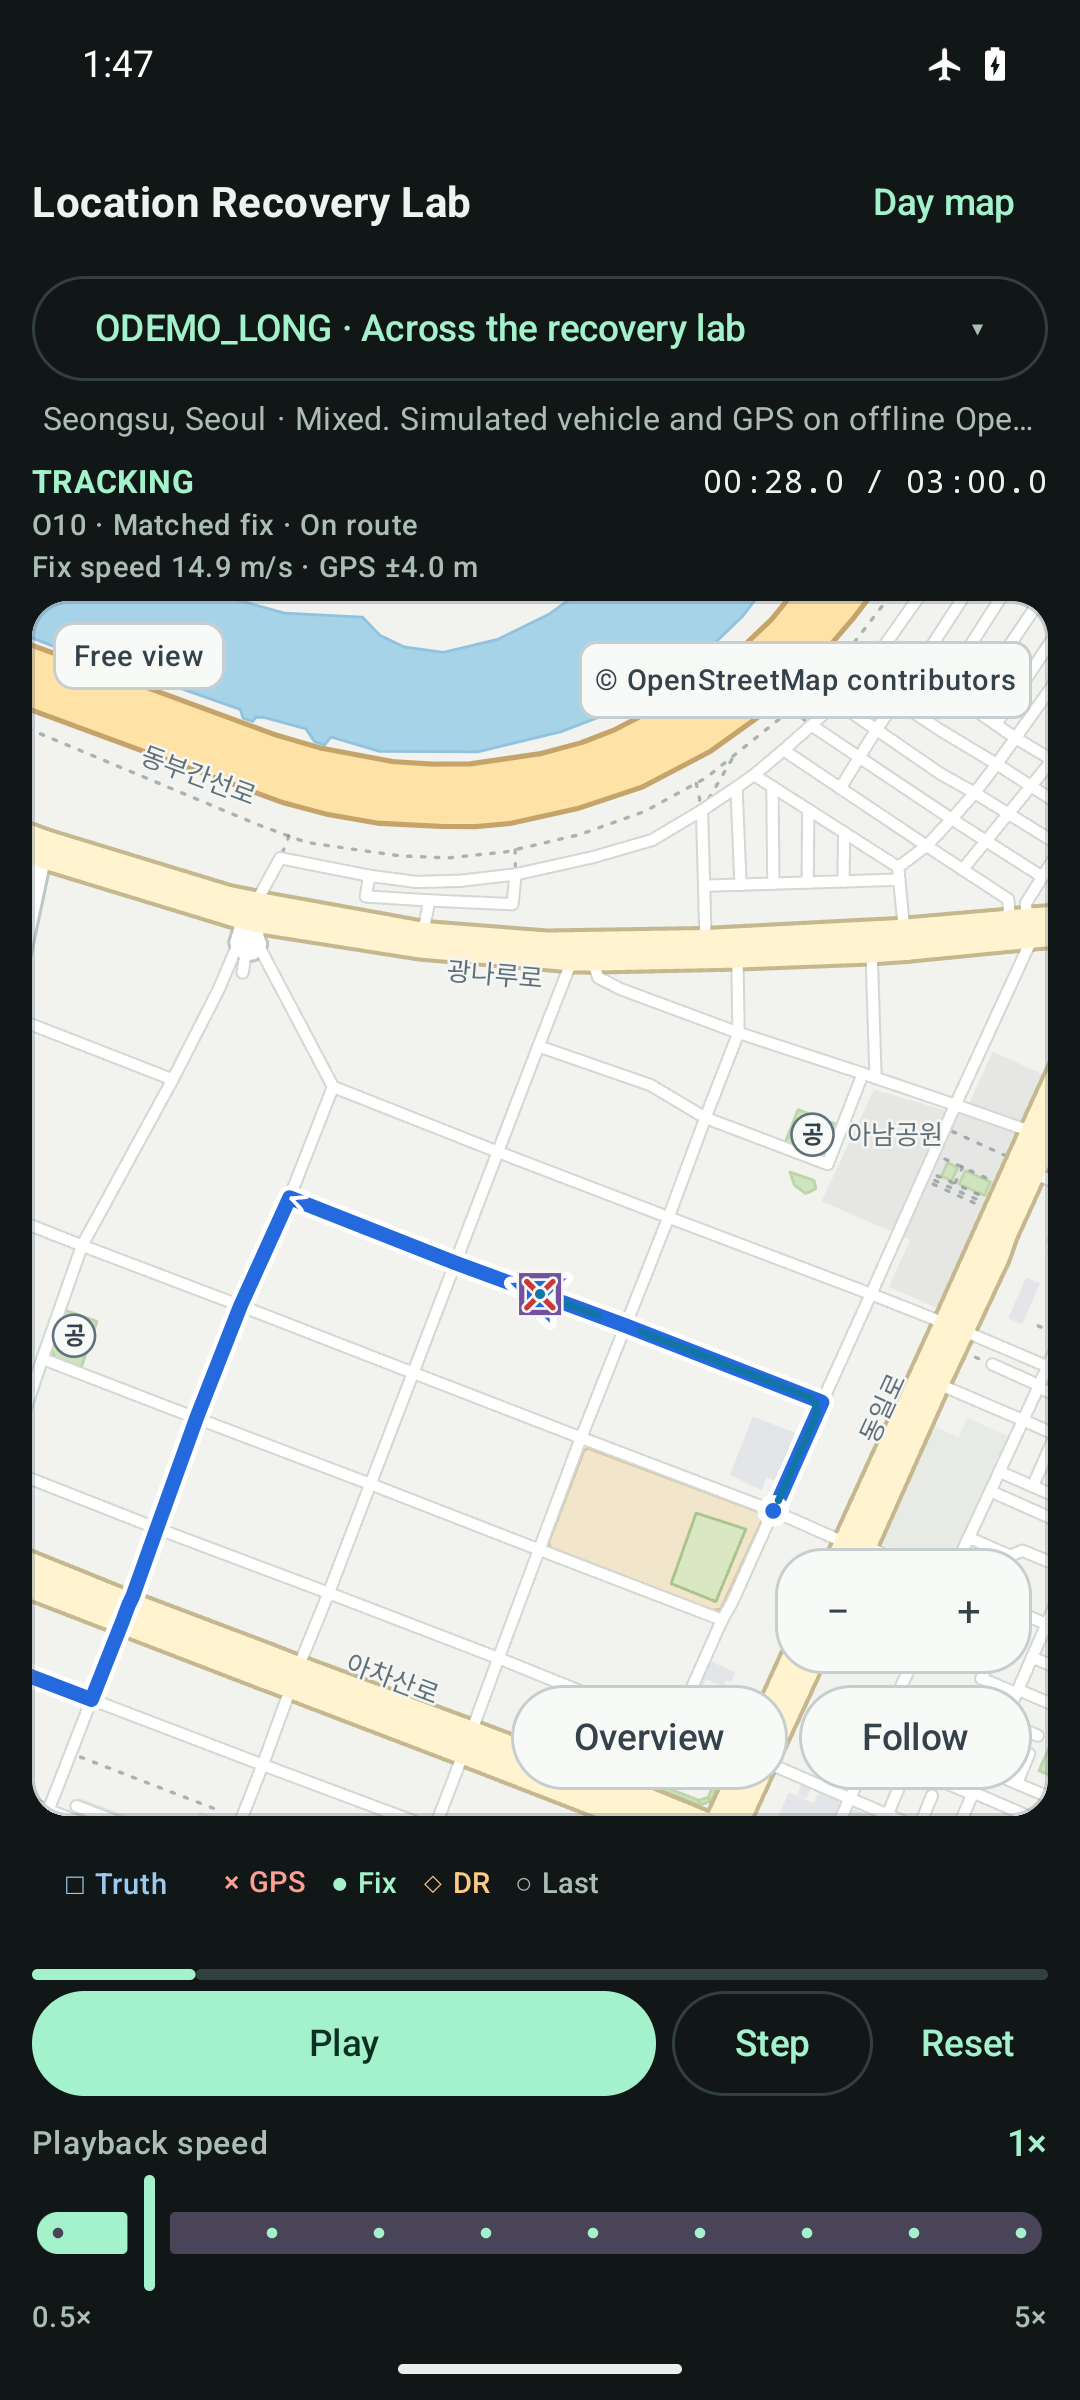 1:47
Location Recovery Lab
Day map
ODEMO_LONG · Across the recovery lab
Seongsu, Seoul · Mixed. Simulated vehicle and GPS on offline Ope...
TRACKING
00:28.0 / 03:00.0
O10 · Matched fix · On route
Fix speed 14.9 m/s · GPS ±4.0 m
Free view
© OpenStreetMap contributors
동부간선로
광나루로
공
아남공원
공
동일로
아차산로
− +
Overview
Follow
□ Truth × GPS ● Fix ◇ DR ○ Last
Play
Step
Reset
Playback speed
1×
0.5×
5×